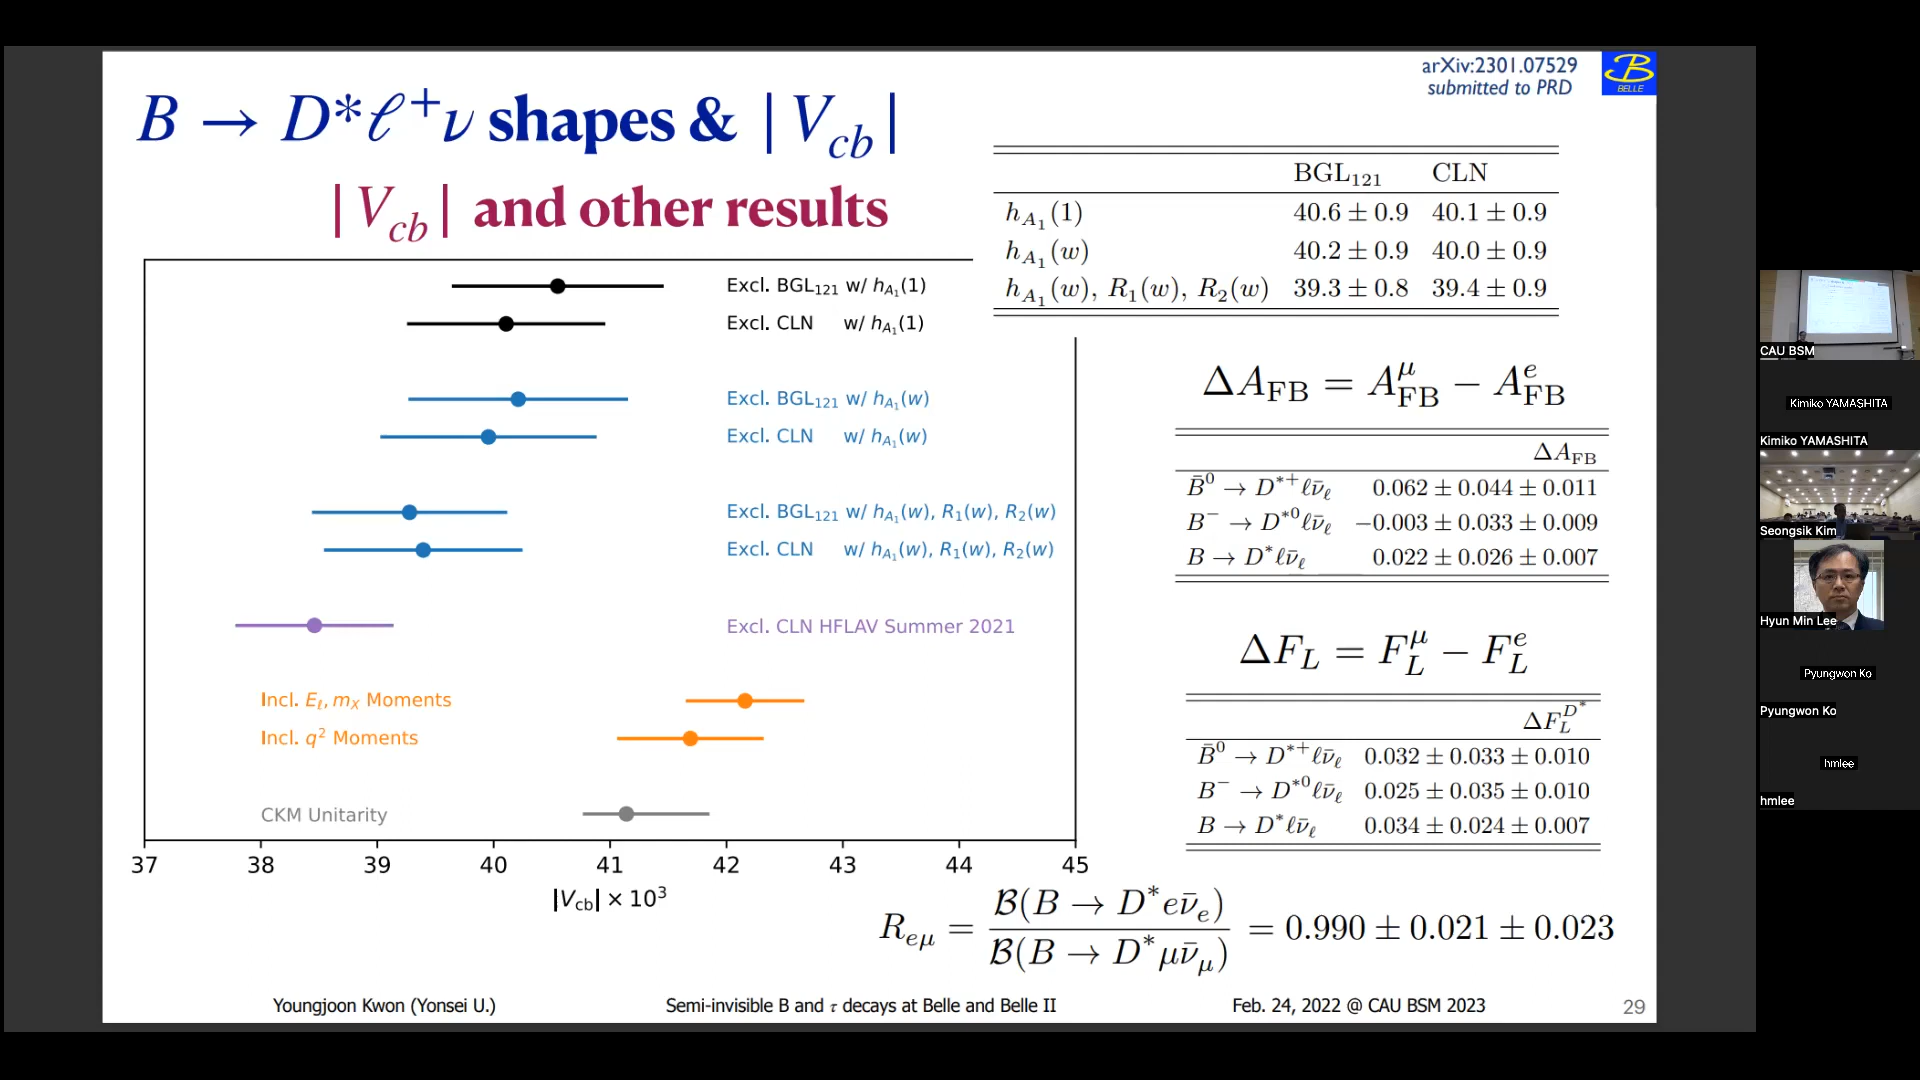 arXiv:2301.07529
submitted to PRD
BELLE
B → D*ℓ⁺ν shapes & |V_cb|
|V_cb| and other results
BGL₁₂₁ CLN
h_A₁(1) 40.6 ± 0.9 40.1 ± 0.9
h_A₁(w) 40.2 ± 0.9 40.0 ± 0.9
h_A₁(w), R₁(w), R₂(w) 39.3 ± 0.8 39.4 ± 0.9
Excl. BGL₁₂₁ w/ h_A₁(1)
Excl. CLN w/ h_A₁(1)
Excl. BGL₁₂₁ w/ h_A₁(w)
Excl. CLN w/ h_A₁(w)
Excl. BGL₁₂₁ w/ h_A₁(w), R₁(w), R₂(w)
Excl. CLN w/ h_A₁(w), R₁(w), R₂(w)
Excl. CLN HFLAV Summer 2021
Incl. E_ℓ, m_X Moments
Incl. q² Moments
CKM Unitarity
37 38 39 40 41 42 43 44 45
|V_cb| × 10³
ΔA_FB = A_FB^μ − A_FB^e
ΔA_FB
B̄⁰ → D*⁺ℓν̄_ℓ 0.062 ± 0.044 ± 0.011
B⁻ → D*⁰ℓν̄_ℓ −0.003 ± 0.033 ± 0.009
B → D*ℓν̄_ℓ 0.022 ± 0.026 ± 0.007
ΔF_L = F_L^μ − F_L^e
ΔF_L^D*
B̄⁰ → D*⁺ℓν̄_ℓ 0.032 ± 0.033 ± 0.010
B⁻ → D*⁰ℓν̄_ℓ 0.025 ± 0.035 ± 0.010
B → D*ℓν̄_ℓ 0.034 ± 0.024 ± 0.007
R_eμ = B(B → D*eν̄_e) / B(B → D*μν̄_μ) = 0.990 ± 0.021 ± 0.023
Youngjoon Kwon (Yonsei U.) Semi-invisible B and τ decays at Belle and Belle II Feb. 24, 2022 @ CAU BSM 2023 29
CAU BSM
Kimiko YAMASHITA
Kimiko YAMASHITA
Seongsik Kim
Hyun Min Lee
Pyungwon Ko
Pyungwon Ko
hmlee
hmlee